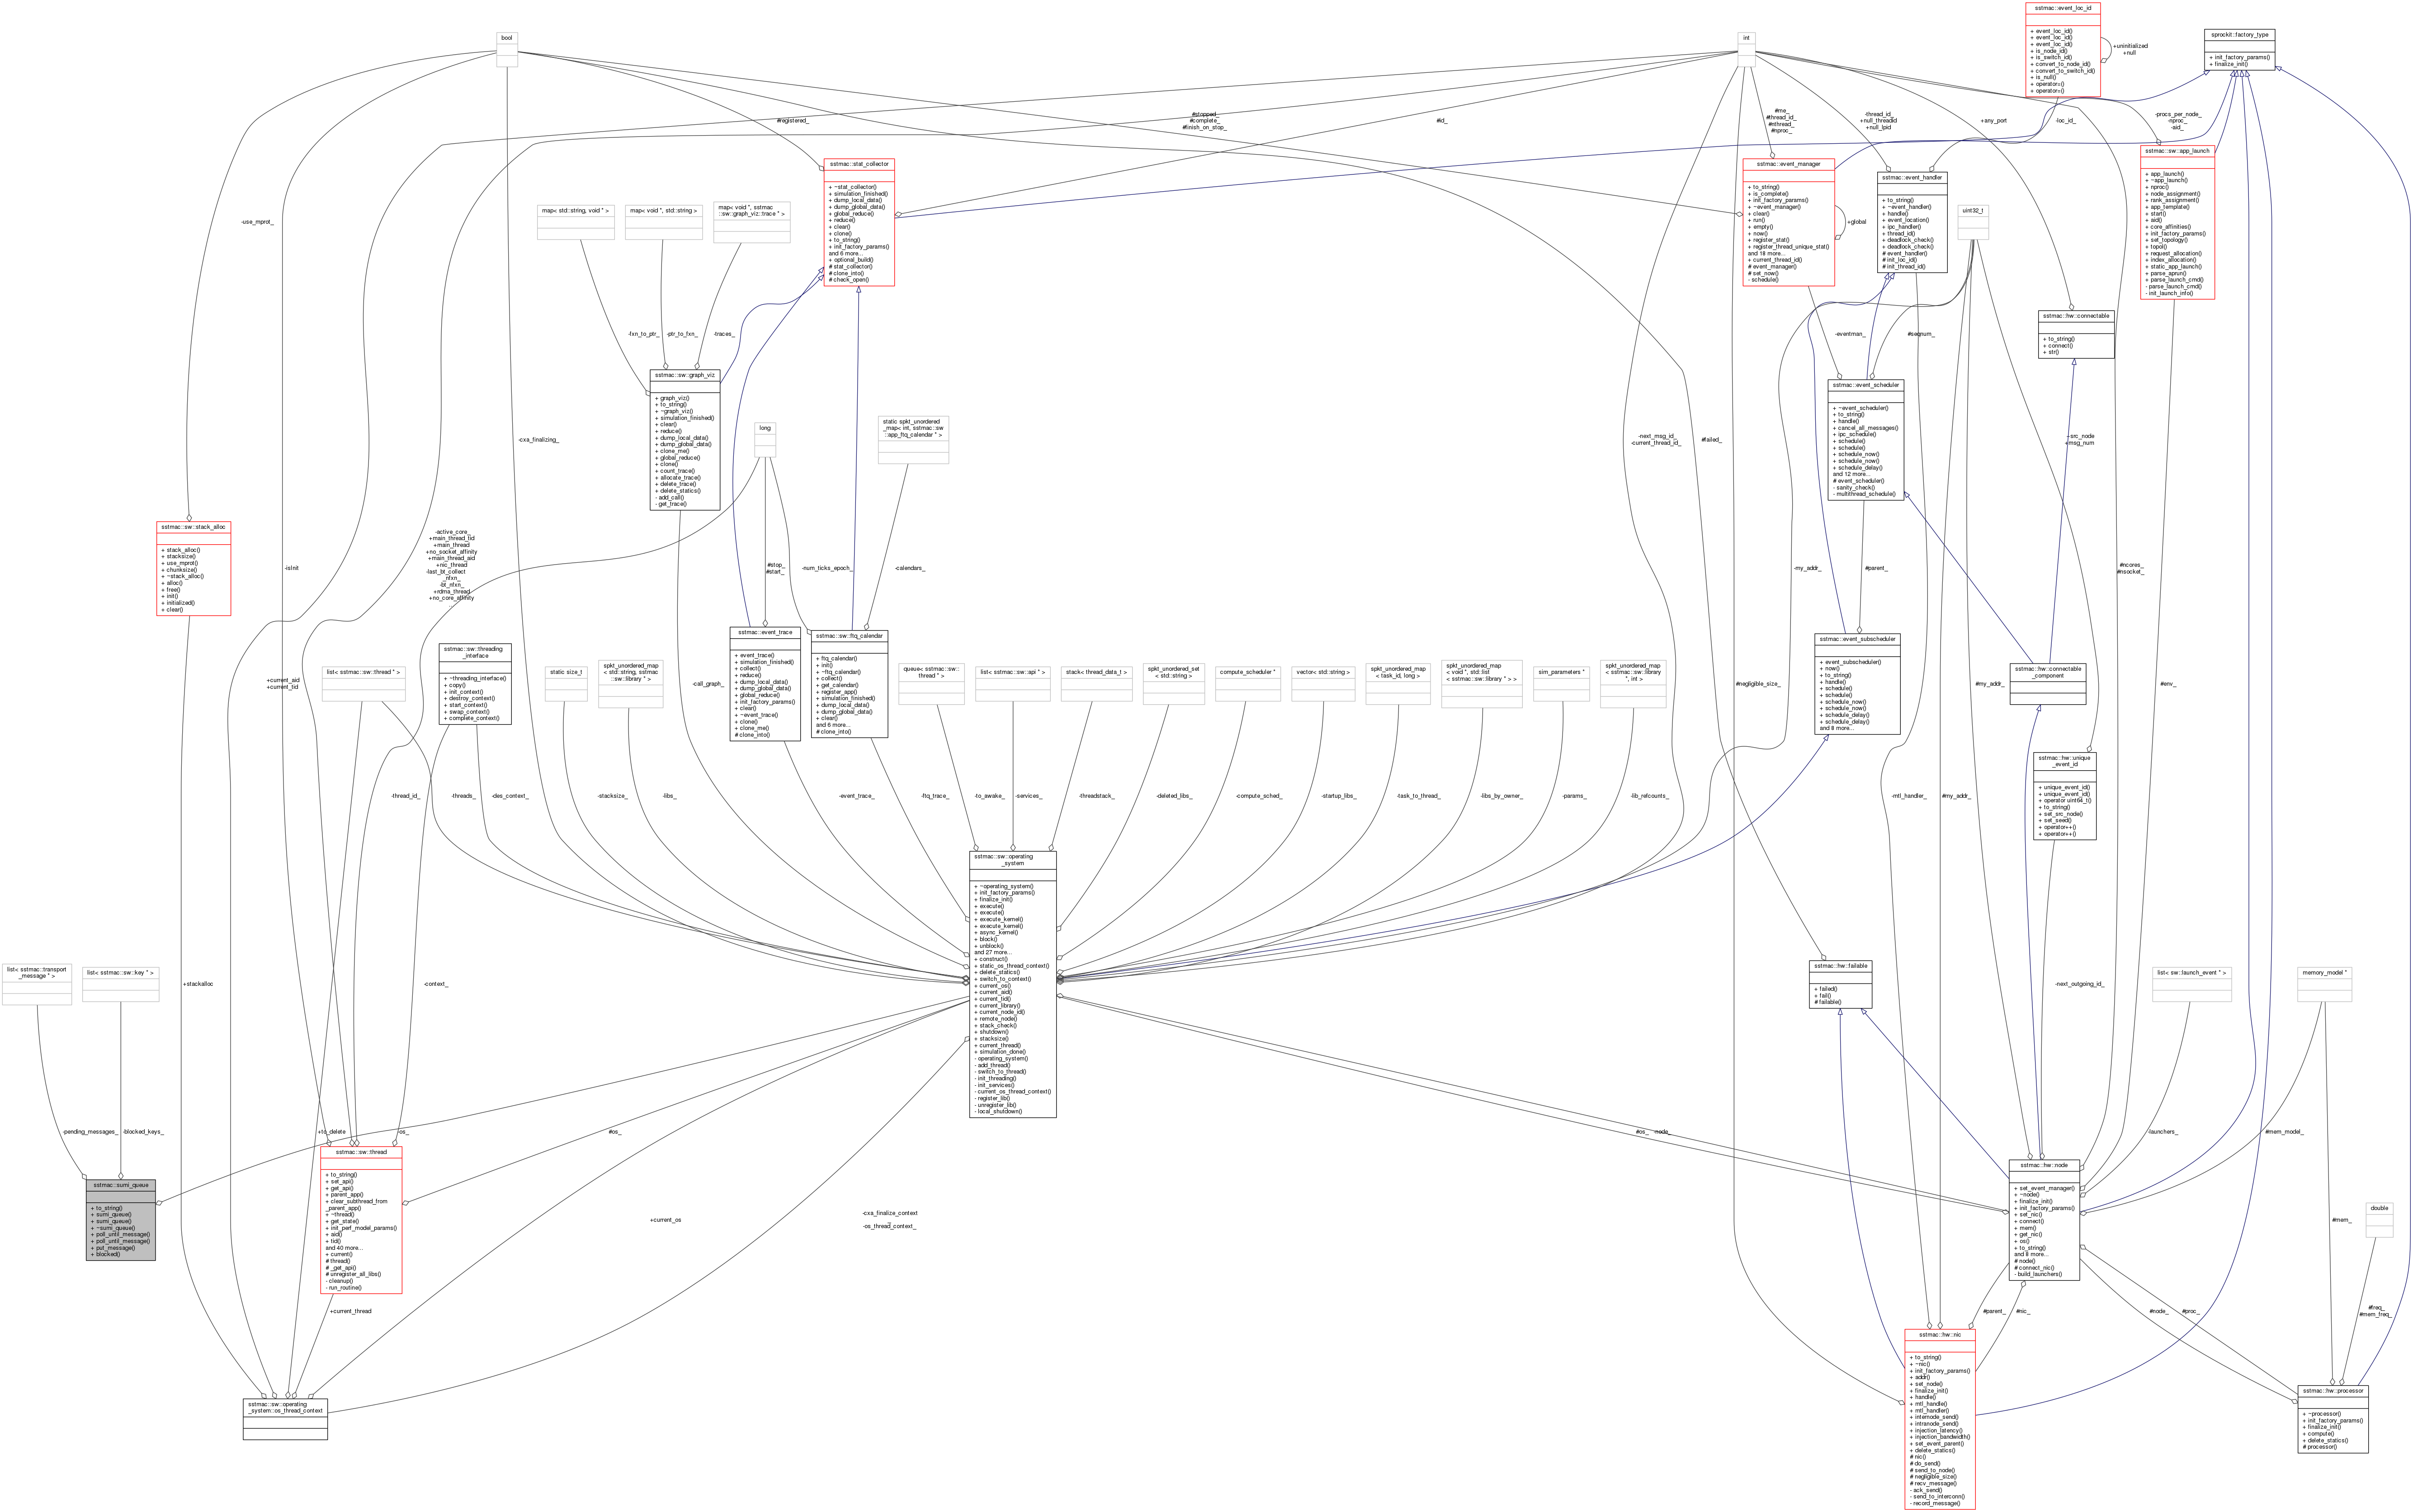 sstmac::event_loc_id
+ event_loc_id()
+ event_loc_id()
+ event_loc_id()
+ is_node_id()
+ is_switch_id()
+ convert_to_node_id()
+ convert_to_switch_id()
+ is_null()
+ operator=()
+ operator=()
+uninitialized
+null
bool
int
sprockit::factory_type
+ init_factory_params()
+ finalize_init()
#registered_
#stopped_
#complete_
#finish_on_stop_
#id_
#me_
#thread_id_
#nthread_
#nproc_
-thread_id_
+null_threadid
+null_lpid
+any_port
-loc_id_
-procs_per_node_
-nproc_
-aid_
sstmac::stat_collector
+ ~stat_collector()
+ simulation_finished()
+ dump_local_data()
+ dump_global_data()
+ global_reduce()
+ reduce()
+ clear()
+ clone()
+ to_string()
+ init_factory_params()
and 6 more...
+ optional_build()
# stat_collector()
# clone_into()
# check_open()
sstmac::event_manager
+ to_string()
+ is_complete()
+ init_factory_params()
+ ~event_manager()
+ clear()
+ run()
+ empty()
+ now()
+ register_stat()
+ register_thread_unique_stat()
and 18 more...
+ current_thread_id()
# event_manager()
# set_now()
- schedule()
+global
sstmac::event_handler
+ to_string()
+ ~event_handler()
+ handle()
+ event_location()
+ ipc_handler()
+ thread_id()
+ deadlock_check()
+ deadlock_check()
# event_handler()
# init_loc_id()
# init_thread_id()
uint32_t
sstmac::sw::app_launch
+ app_launch()
+ ~app_launch()
+ nproc()
+ node_assignment()
+ rank_assignment()
+ app_template()
+ start()
+ aid()
+ core_affinities()
+ init_factory_params()
+ set_topology()
+ topol()
+ request_allocation()
+ index_allocation()
+ static_app_launch()
+ parse_aprun()
+ parse_launch_cmd()
- parse_launch_cmd()
- init_launch_info()
-use_mprot_
map< std::string, void * >
map< void *, std::string >
map< void *, sstmac
::sw::graph_viz::trace * >
-fxn_to_ptr_
-ptr_to_fxn_
-traces_
-eventman_
#seqnum_
sstmac::hw::connectable
+ to_string()
+ connect()
+ str()
sstmac::sw::graph_viz
+ graph_viz()
+ to_string()
+ ~graph_viz()
+ simulation_finished()
+ clear()
+ reduce()
+ dump_local_data()
+ dump_global_data()
+ clone_me()
+ global_reduce()
+ clone()
+ count_trace()
+ allocate_trace()
+ delete_trace()
+ delete_statics()
- add_call()
- get_trace()
sstmac::event_scheduler
+ ~event_scheduler()
+ to_string()
+ handle()
+ cancel_all_messages()
+ ipc_schedule()
+ schedule()
+ schedule()
+ schedule_now()
+ schedule_now()
+ schedule_delay()
and 12 more...
# event_scheduler()
- sanity_check()
- multithread_schedule()
-cxa_finalizing_
long
static spkt_unordered
_map< int, sstmac::sw
::app_ftq_calendar * >
-next_msg_id_
-current_thread_id_
#failed_
+src_node
+msg_num
sstmac::sw::stack_alloc
+ stack_alloc()
+ stacksize()
+ use_mprot()
+ chunksize()
+ ~stack_alloc()
+ alloc()
+ free()
+ init()
+ initialized()
+ clear()
-isInit
-active_core_
+main_thread_tid
+main_thread
+no_socket_affinity
+main_thread_aid
+nic_thread
-last_bt_collect
_nfxn_
-bt_nfxn_
+rdma_thread
+no_core_affinity
...
#stop_
#start_
-num_ticks_epoch_
-calendars_
-my_addr_
#parent_
#ncores_
#nsocket_
+current_aid
+current_tid
list< sstmac::sw::thread * >
sstmac::sw::threading
_interface
+ ~threading_interface()
+ copy()
+ init_context()
+ destroy_context()
+ start_context()
+ swap_context()
+ complete_context()
static size_t
spkt_unordered_map
< std::string, sstmac
::sw::library * >
-call_graph_
sstmac::event_trace
+ event_trace()
+ simulation_finished()
+ collect()
+ reduce()
+ dump_local_data()
+ dump_global_data()
+ global_reduce()
+ init_factory_params()
+ clear()
+ ~event_trace()
+ clone()
+ clone_me()
# clone_into()
sstmac::sw::ftq_calendar
+ ftq_calendar()
+ init()
+ ~ftq_calendar()
+ collect()
+ get_calendar()
+ register_app()
+ simulation_finished()
+ dump_local_data()
+ dump_global_data()
+ clear()
and 6 more...
# clone_into()
queue< sstmac::sw::
thread * >
list< sstmac::sw::api * >
stack< thread_data_t >
spkt_unordered_set
< std::string >
compute_scheduler *
vector< std::string >
spkt_unordered_map
< task_id, long >
spkt_unordered_map
< void *, std::list
< sstmac::sw::library * > >
sim_parameters *
spkt_unordered_map
< sstmac::sw::library
*, int >
#negligible_size_
sstmac::event_subscheduler
+ event_subscheduler()
+ now()
+ to_string()
+ handle()
+ schedule()
+ schedule()
+ schedule_now()
+ schedule_now()
+ schedule_delay()
+ schedule_delay()
and 8 more...
#my_addr_
sstmac::hw::connectable
_component
#env_
sstmac::hw::unique
_event_id
+ unique_event_id()
+ unique_event_id()
+ operator uint64_t()
+ to_string()
+ set_src_node()
+ set_seed()
+ operator++()
+ operator++()
-thread_id_
-threads_
-des_context_
-stacksize_
-libs_
-event_trace_
-ftq_trace_
-to_awake_
-services_
-threadstack_
-deleted_libs_
-compute_sched_
-startup_libs_
-task_to_thread_
-libs_by_owner_
-params_
-lib_refcounts_
-mtl_handler_
#my_addr_
sstmac::sw::operating
_system
+ ~operating_system()
+ init_factory_params()
+ finalize_init()
+ execute()
+ execute()
+ execute_kernel()
+ execute_kernel()
+ async_kernel()
+ block()
+ unblock()
and 27 more...
+ construct()
+ static_os_thread_context()
+ delete_statics()
+ switch_to_context()
+ current_os()
+ current_aid()
+ current_tid()
+ current_library()
+ current_node_id()
+ remote_node()
+ stack_check()
+ shutdown()
+ stacksize()
+ current_thread()
+ simulation_done()
- operating_system()
- add_thread()
- switch_to_thread()
- init_threading()
- init_services()
- current_os_thread_context()
- register_lib()
- unregister_lib()
- local_shutdown()
list< sstmac::transport
_message * >
list< sstmac::sw::key * >
+stackalloc
-context_
sstmac::hw::failable
+ failed()
+ fail()
# failable()
-next_outgoing_id_
list< sw::launch_event * >
memory_model *
-pending_messages_
-blocked_keys_
+to_delete
-os_
#os_
#os_
-node_
-launchers_
#mem_model_
sstmac::sumi_queue
+ to_string()
+ sumi_queue()
+ sumi_queue()
+ ~sumi_queue()
+ poll_until_message()
+ poll_until_message()
+ put_message()
+ blocked()
sstmac::sw::thread
+ to_string()
+ set_api()
+ get_api()
+ parent_app()
+ clear_subthread_from
_parent_app()
+ ~thread()
+ get_state()
+ init_perf_model_params()
+ aid()
+ tid()
and 40 more...
+ current()
# thread()
# _get_api()
# unregister_all_libs()
- cleanup()
- run_routine()
sstmac::hw::node
+ set_event_manager()
+ ~node()
+ finalize_init()
+ init_factory_params()
+ set_nic()
+ connect()
+ mem()
+ get_nic()
+ os()
+ to_string()
and 8 more...
# node()
# connect_nic()
- build_launchers()
+current_os
-cxa_finalize_context
_
-os_thread_context_
#mem_
double
+current_thread
#parent_
#nic_
#node_
#proc_
#freq_
#mem_freq_
sstmac::sw::operating
_system::os_thread_context
sstmac::hw::nic
+ to_string()
+ ~nic()
+ init_factory_params()
+ addr()
+ set_node()
+ finalize_init()
+ handle()
+ mtl_handle()
+ mtl_handler()
+ internode_send()
+ intranode_send()
+ injection_latency()
+ injection_bandwidth()
+ set_event_parent()
+ delete_statics()
# nic()
# do_send()
# send_to_node()
# negligible_size()
# recv_message()
- ack_send()
- send_to_interconn()
- record_message()
sstmac::hw::processor
+ ~processor()
+ init_factory_params()
+ finalize_init()
+ compute()
+ delete_statics()
# processor()